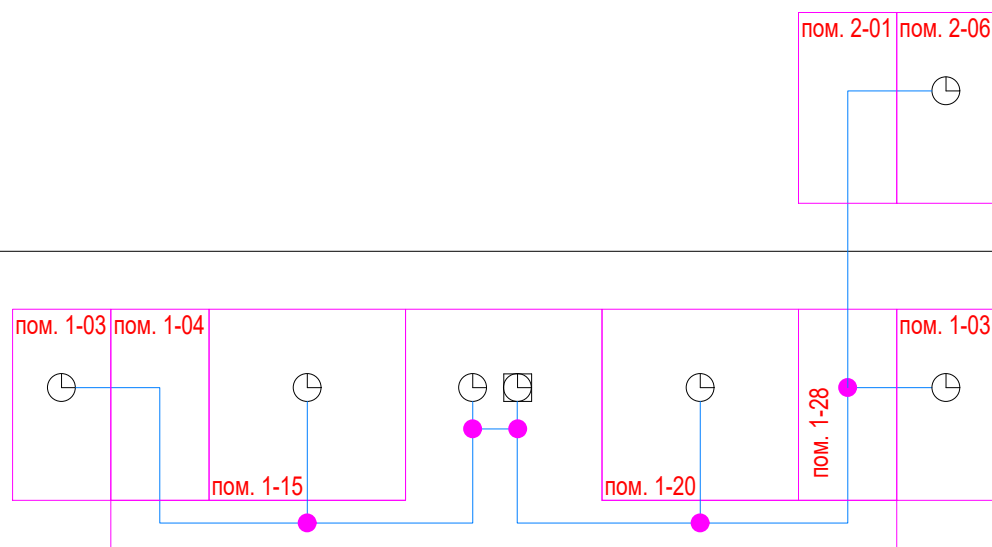 пом. 2-01
пом. 2-06
пом. 1-03
пом. 1-04
пом. 1-03
пом. 1-28
пом. 1-15
пом. 1-20